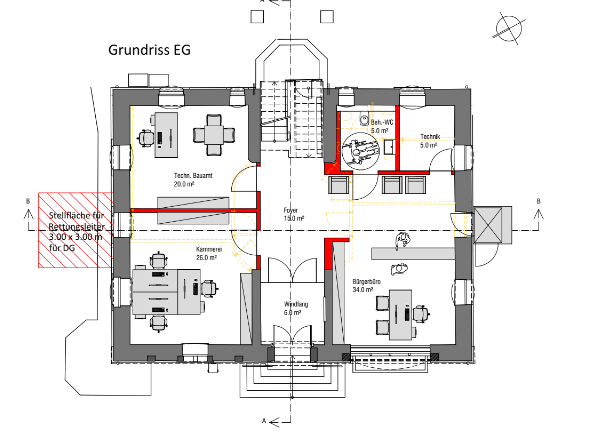 A
Grundriss EG
Beh.-WC
5.0 m²
Technik
5.0 m²
Techn. Bauamt
20.0 m²
B
B
Stellfläche für
Rettungsleiter
3.00 x 3.00 m
für DG
Foyer
Kämmerei
26.0 m²
Bürgerbüro
34.0 m²
Windfang
6.0 m²
A